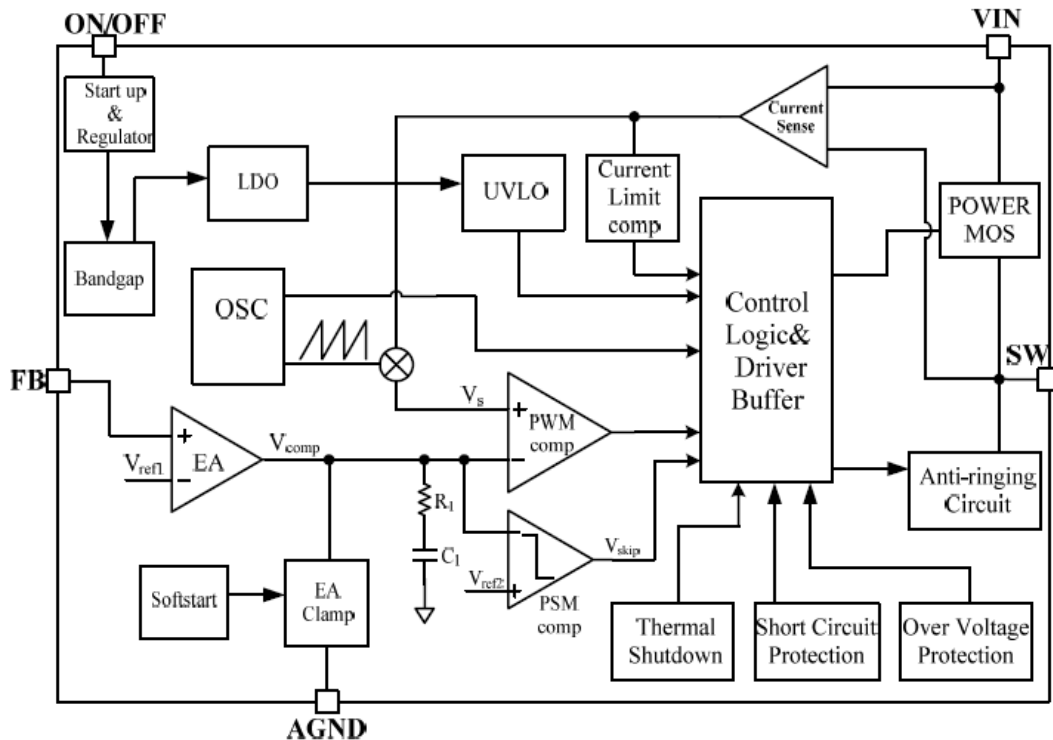 ON/OFF
VIN
Start up
&
Regulator
Current
Sense
LDO
UVLO
Current
Limit
comp
POWER
MOS
Bandgap
OSC
Control
Logic&
Driver
Buffer
FB
SW
Vs
+
PWM
comp
−
Vcomp
+
EA
−
Vref1
R1
C1
Anti-ringing
Circuit
−
Vskip
Vref2
+
PSM
comp
Softstart
EA
Clamp
Thermal
Shutdown
Short Circuit
Protection
Over Voltage
Protection
AGND